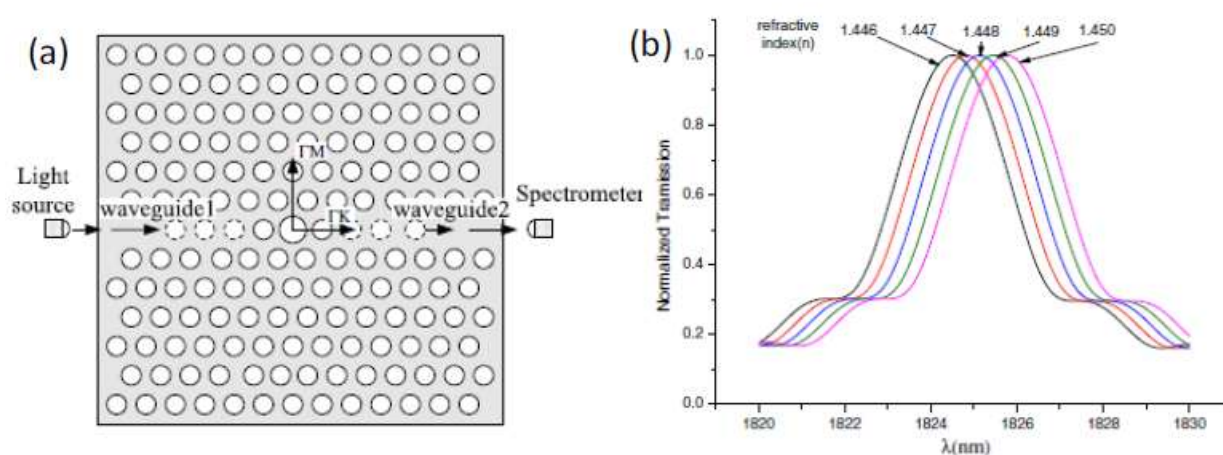 (a)
ΓM
Light
source
waveguide1
ΓK
waveguide2
Spectrometer
(b)
refractive
index(n)
1.446
1.447
1.448
1.449
1.450
1.0
0.8
0.6
0.4
0.2
0.0
Normalized Tramission
1820
1822
1824
1826
1828
1830
λ(nm)